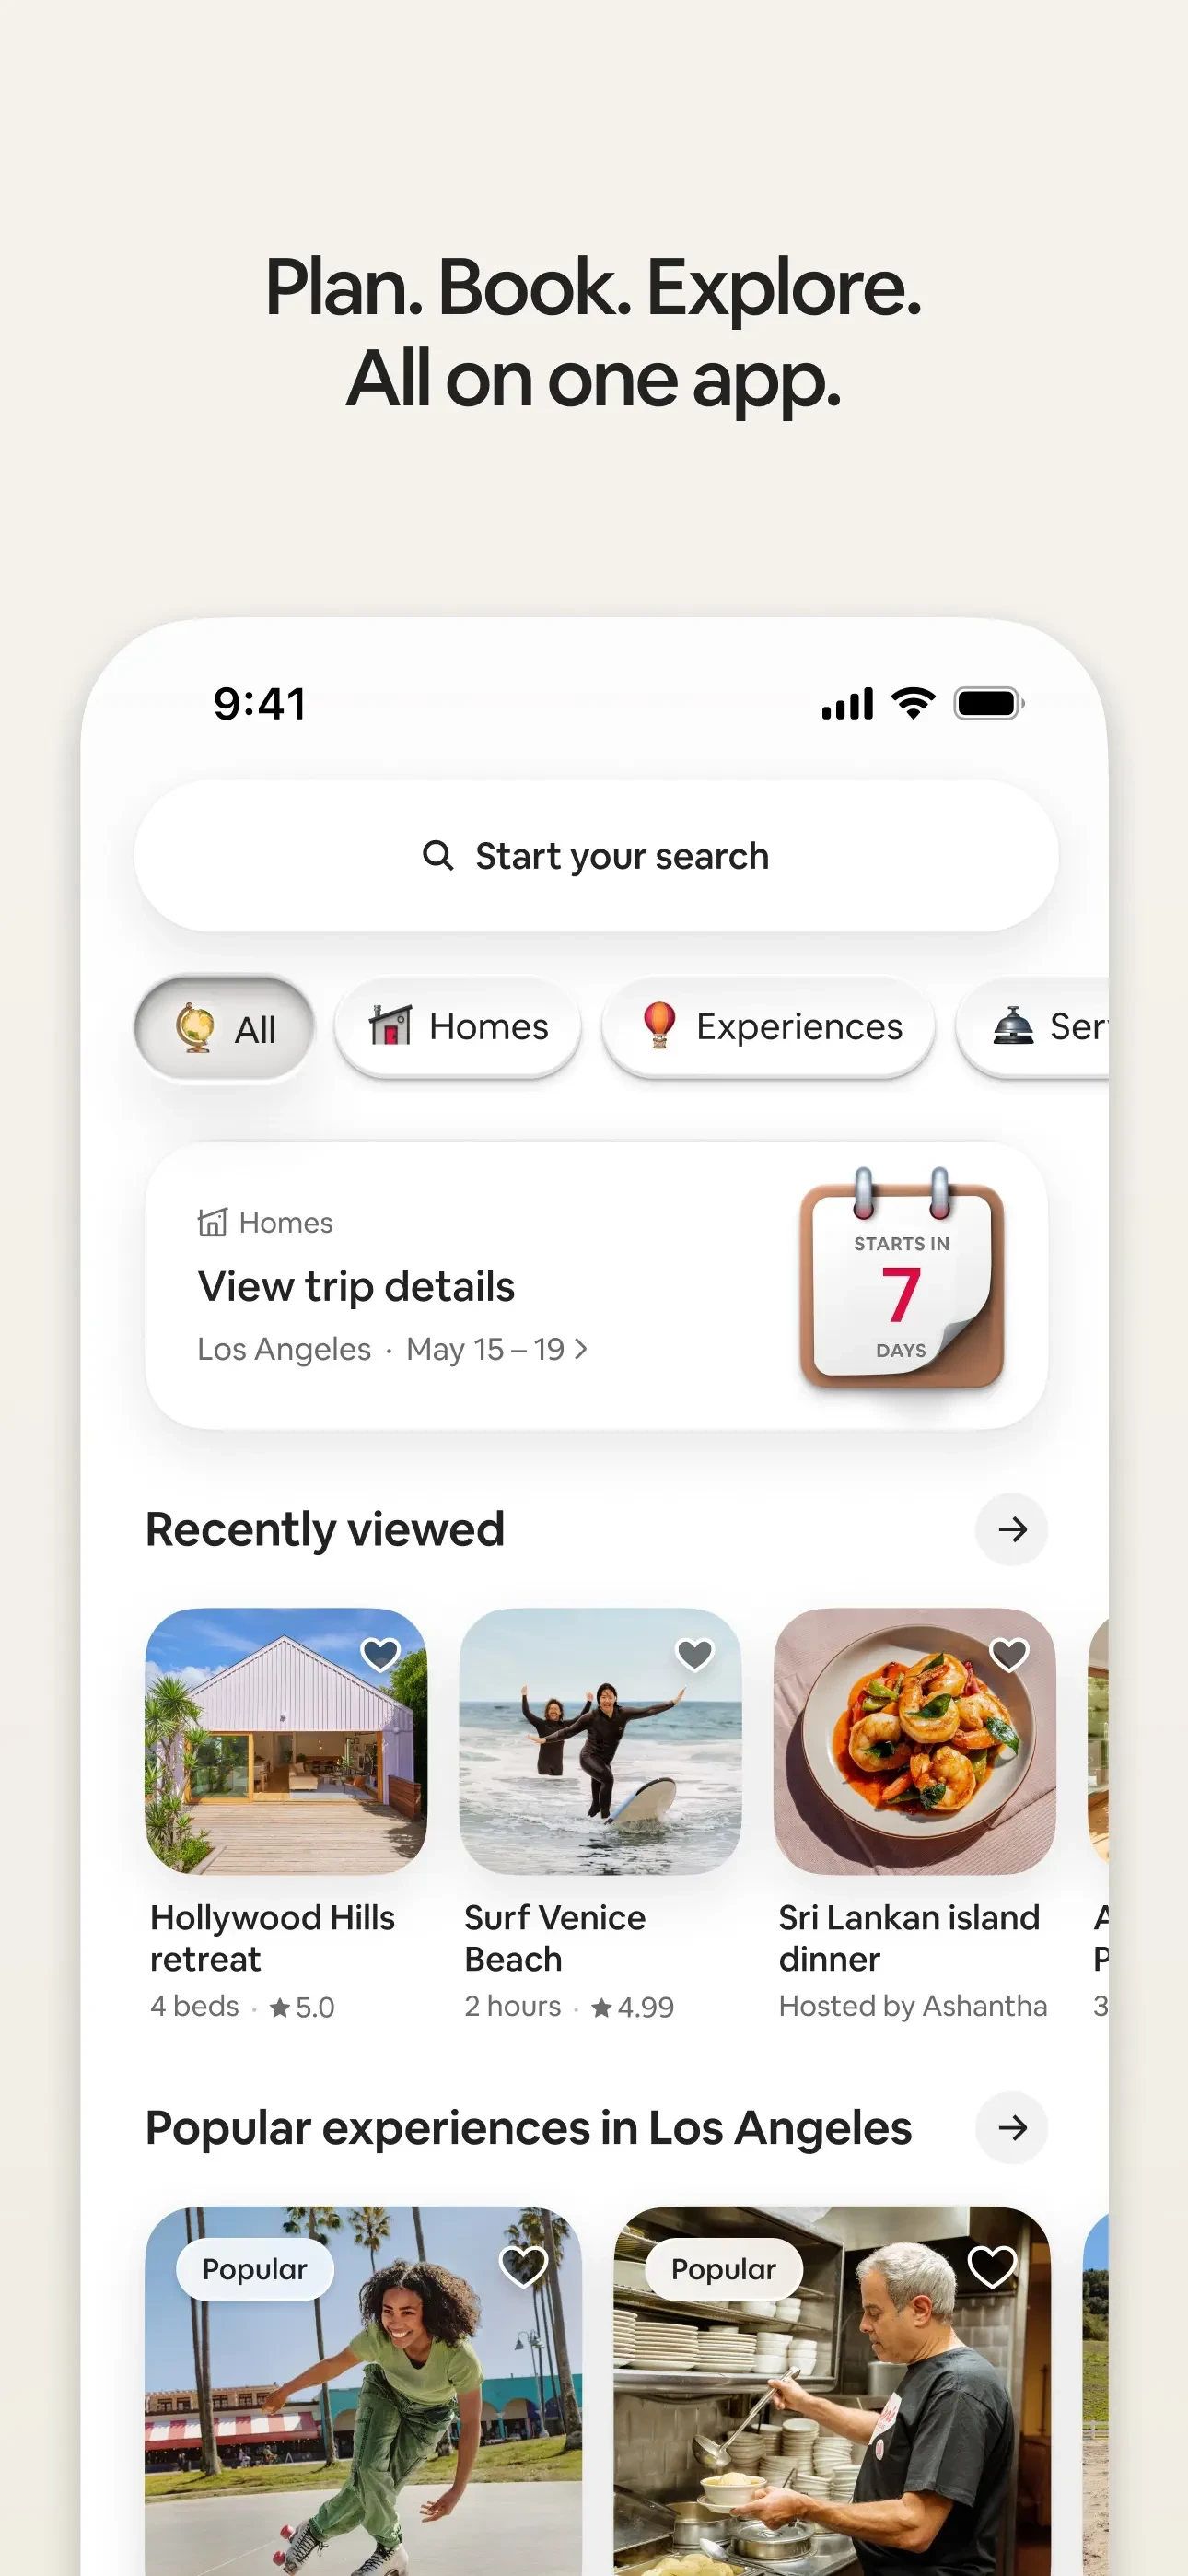 Plan. Book. Explore.
All on one app.
9:41
Start your search
All
Homes
Experiences
Homes
View trip details
Los Angeles · May 15 – 19
STARTS IN
7
DAYS
Recently viewed
Hollywood Hills
retreat
4 beds · ★ 5.0
Surf Venice
Beach
2 hours · ★ 4.99
Sri Lankan island
dinner
Hosted by Ashantha
Popular experiences in Los Angeles
Popular
Popular